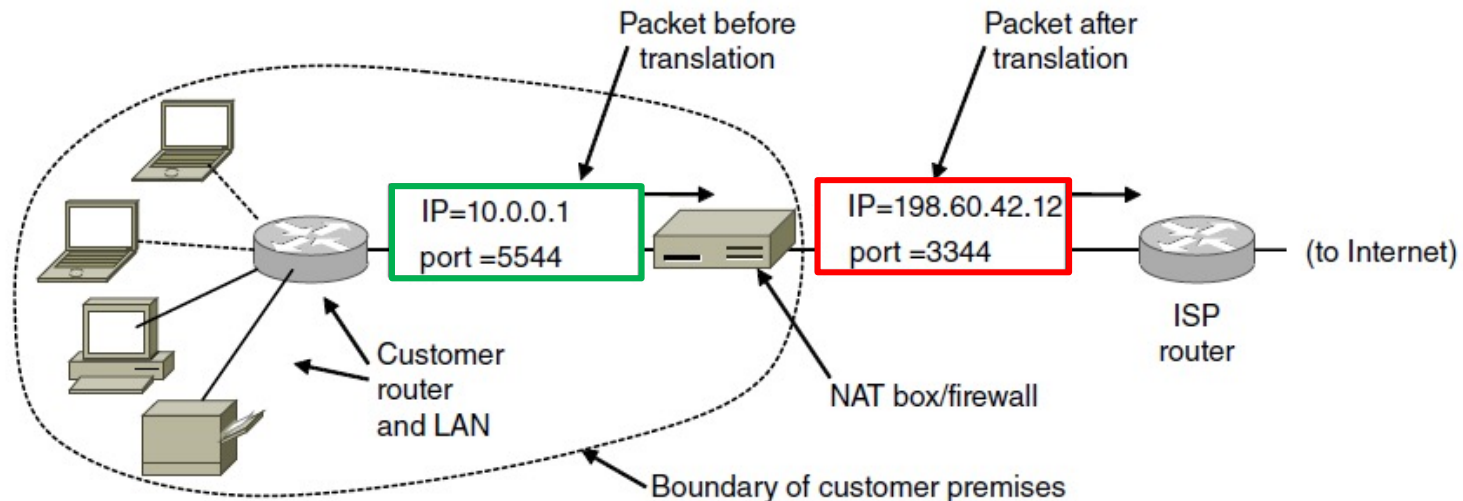 Packet before
translation
Packet after
translation
IP=10.0.0.1
port =5544
IP=198.60.42.12
port =3344
(to Internet)
ISP
router
Customer
router
and LAN
NAT box/firewall
Boundary of customer premises